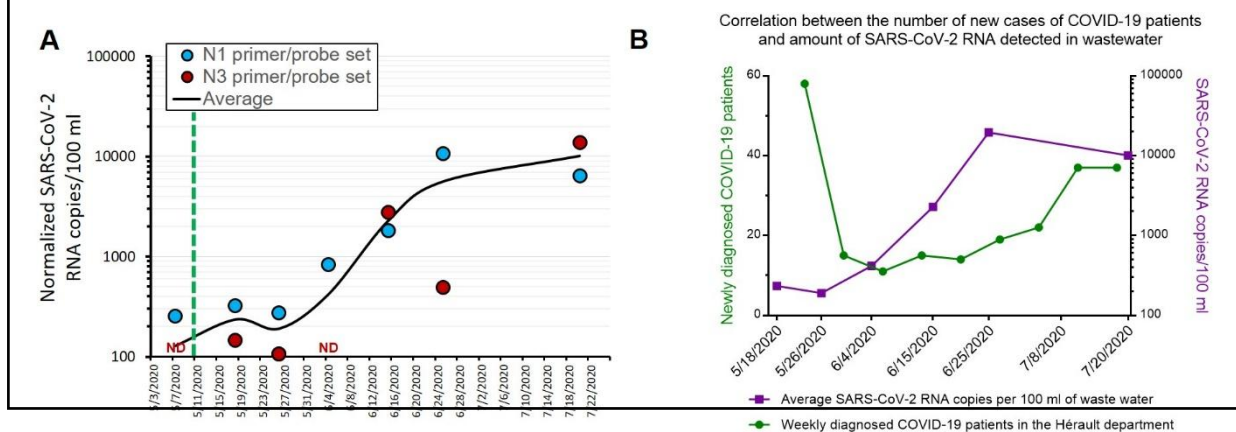 A
N1 primer/probe set
N3 primer/probe set
Average
Normalized SARS-CoV-2
RNA copies/100 ml
100000
10000
1000
100
ND
ND
5/3/2020
5/7/2020
5/11/2020
5/15/2020
5/19/2020
5/23/2020
5/27/2020
5/31/2020
6/4/2020
6/8/2020
6/12/2020
6/16/2020
6/20/2020
6/24/2020
6/28/2020
7/2/2020
7/6/2020
7/10/2020
7/14/2020
7/18/2020
7/22/2020
B
Correlation between the number of new cases of COVID-19 patients
and amount of SARS-CoV-2 RNA detected in wastewater
Newly diagnosed COVID-19 patients
60
40
20
0
100000
10000
1000
100
SARS-CoV-2 RNA
copies/100 ml
5/18/2020
5/26/2020
6/4/2020
6/15/2020
6/25/2020
7/8/2020
7/20/2020
Average SARS-CoV-2 RNA copies per 100 ml of waste water
Weekly diagnosed COVID-19 patients in the Hérault department